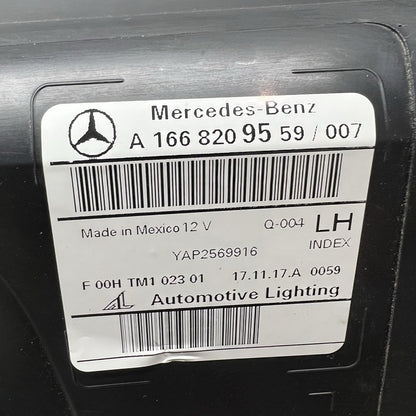 Mercedes-Benz
A 166 820 95 59 / 007
Made in Mexico 12 V Q-004 LH
INDEX
YAP2569916
F 00H TM1 023 01 17.11.17.A 0059
AL Automotive Lighting